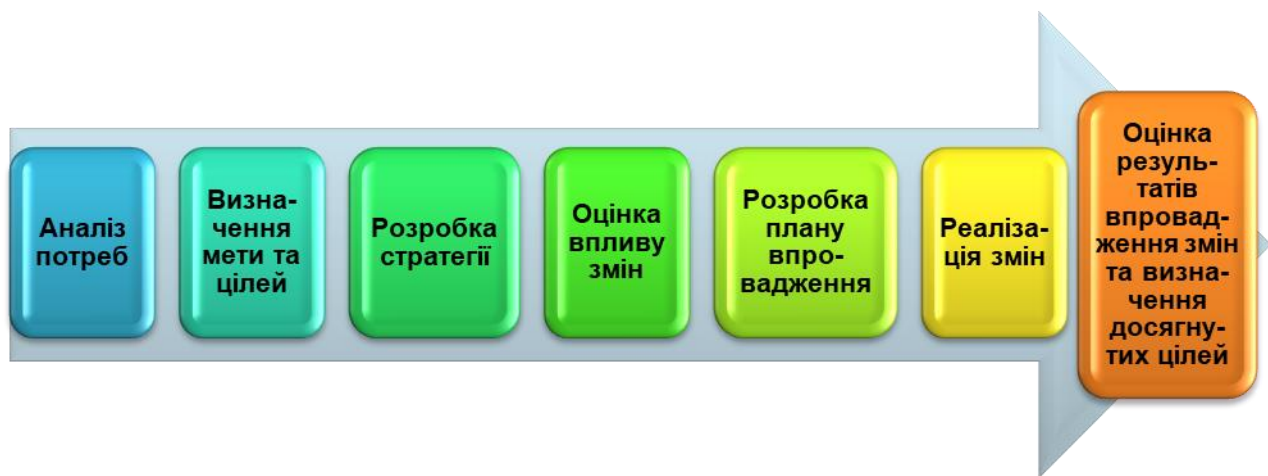 Аналіз
потреб
Визна-
чення
мети та
цілей
Розробка
стратегії
Оцінка
впливу
змін
Розробка
плану
впро-
вадження
Реаліза-
ція змін
Оцінка
резуль-
татів
впровад-
ження змін
та визна-
чення
досягну-
тих цілей